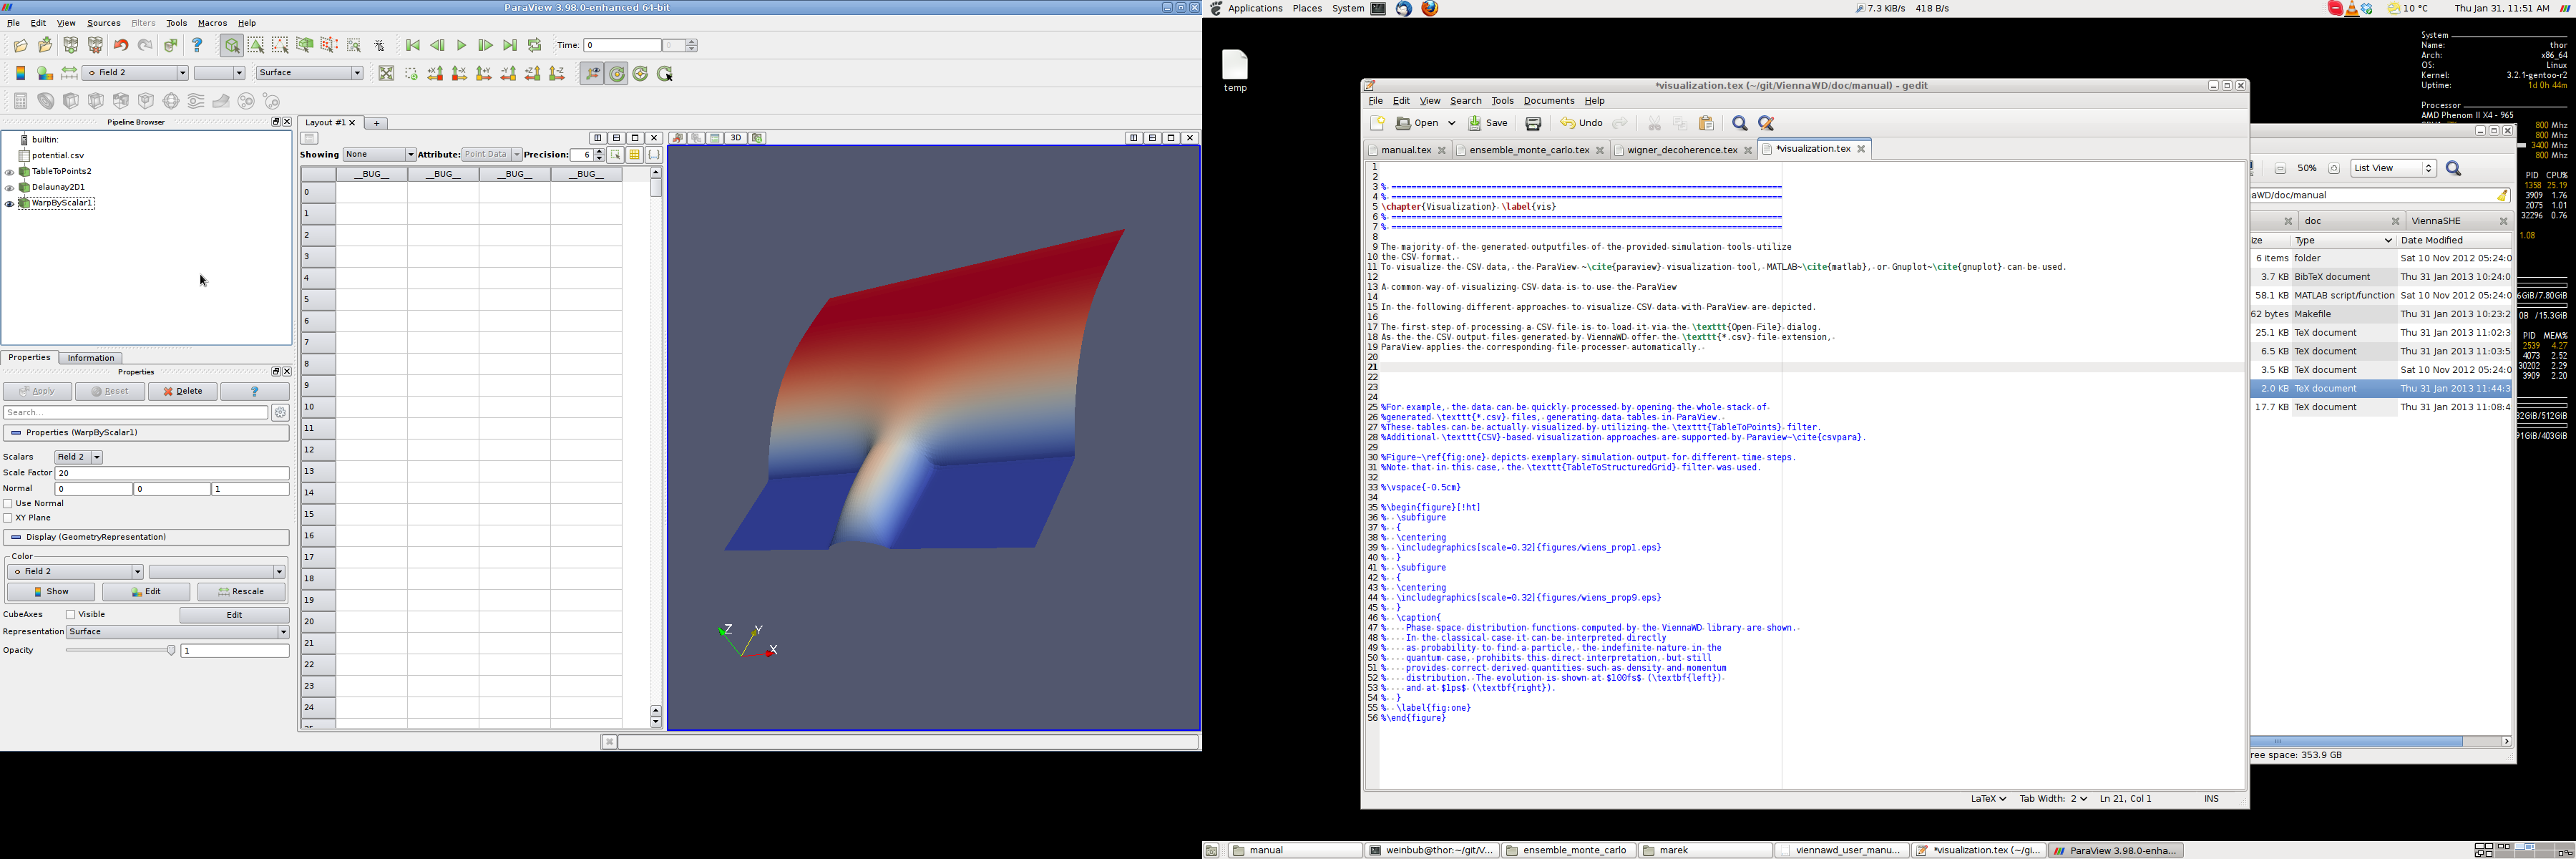 ParaView 3.98.0-enhanced 64-bit
File Edit View Sources Filters Tools Macros Help
Time: 0 0
Field 2 Surface
Pipeline Browser
builtin:
potential.csv
TableToPoints2
Delaunay2D1
WarpByScalar1
Properties Information
Properties
Apply Reset Delete ?
Search...
Properties (WarpByScalar1)
Scalars Field 2
Scale Factor 20
Normal 0 0 1
Use Normal
XY Plane
Display (GeometryRepresentation)
Color
Field 2
Show Edit Rescale
CubeAxes Visible Edit
Representation Surface
Opacity 1
Layout #1
Showing None Attribute: Point Data Precision: 6
__BUG__ __BUG__ __BUG__ __BUG__
0
1
2
3
4
5
6
7
8
9
10
11
12
13
14
15
16
17
18
19
20
21
22
23
24
3D
Z Y X
Applications Places System
7.3 KiB/s 418 B/s
10 °C Thu Jan 31, 11:51 AM
temp
*visualization.tex (~/git/ViennaWD/doc/manual) - gedit
File Edit View Search Tools Documents Help
Open Save Undo
manual.tex ensemble_monte_carlo.tex wigner_decoherence.tex *visualization.tex
1
2
3 % ==============================================================================
4 % ==============================================================================
5 \chapter{Visualization} \label{vis}
6 % ==============================================================================
7 % ==============================================================================
8
9 The majority of the generated outputfiles of the provided simulation tools utilize
10 the CSV format.
11 To visualize the CSV data, the ParaView ~\cite{paraview} visualization tool, MATLAB~\cite{matlab}, or Gnuplot~\cite{gnuplot} can be used.
12
13 A common way of visualizing CSV data is to use the ParaView
14
15 In the following different approaches to visualize CSV data with ParaView are depicted.
16
17 The first step of processing a CSV file is to load it via the \texttt{Open File} dialog.
18 As the the CSV output files generated by ViennaWD offer the \texttt{*.csv} file extension,
19 ParaView applies the corresponding file processer automatically.
20
21
22
23
24
25 %For example, the data can be quickly processed by opening the whole stack of
26 %generated \texttt{*.csv} files, generating data tables in ParaView.
27 %These tables can be actually visualized by utilizing the \texttt{TableToPoints} filter.
28 %Additional \texttt{CSV}-based visualization approaches are supported by Paraview~\cite{csvpara}.
29
30 %Figure~\ref{fig:one} depicts exemplary simulation output for different time steps.
31 %Note that in this case, the \texttt{TableToStructuredGrid} filter was used.
32
33 %\vspace{-0.5cm}
34
35 %\begin{figure}[!ht]
36 % \subfigure
37 % {
38 % \centering
39 % \includegraphics[scale=0.32]{figures/wiens_prop1.eps}
40 % }
41 % \subfigure
42 % {
43 % \centering
44 % \includegraphics[scale=0.32]{figures/wiens_prop9.eps}
45 % }
46 % \caption{
47 % Phase space distribution functions computed by the ViennaWD library are shown.
48 % In the classical case it can be interpreted directly
49 % as probability to find a particle, the indefinite nature in the
50 % quantum case, prohibits this direct interpretation, but still
51 % provides correct derived quantities such as density and momentum
52 % distribution. The evolution is shown at $100fs$ (\textbf{left})
53 % and at $1ps$ (\textbf{right}).
54 % }
55 % \label{fig:one}
56 %\end{figure}
LaTeX Tab Width: 2 Ln 21, Col 1 INS
50% List View
aWD/doc/manual
doc ViennaSHE
ize Type Date Modified
6 items folder Sat 10 Nov 2012 05:24:0
3.7 KB BibTeX document Thu 31 Jan 2013 10:24:0
58.1 KB MATLAB script/function Sat 10 Nov 2012 05:24:0
62 bytes Makefile Thu 31 Jan 2013 10:23:2
25.1 KB TeX document Thu 31 Jan 2013 11:02:3
6.5 KB TeX document Thu 31 Jan 2013 11:03:5
3.5 KB TeX document Sat 10 Nov 2012 05:24:0
2.0 KB TeX document Thu 31 Jan 2013 11:44:3
17.7 KB TeX document Thu 31 Jan 2013 11:08:4
ree space: 353.9 GB
System
Name: thor
Arch: x86_64
OS: Linux
Kernel: 3.2.1-gentoo-r2
Uptime: 1d 0h 44m
Processor
AMD Phenom II X4 - 965
800 Mhz
800 Mhz
3400 Mhz
800 Mhz
PID CPU%
1358 25.19
3909 1.76
2075 1.01
32296 0.76
1.08
6GiB/7.80GiB
0B /15.3GiB
PID MEM%
2539 4.27
4073 2.52
30202 2.29
3909 2.20
92GiB/512GiB
91GiB/403GiB
manual weinbub@thor:~/git/V... ensemble_monte_carlo marek viennawd_user_manu... *visualization.tex (~/gi... ParaView 3.98.0-enha...